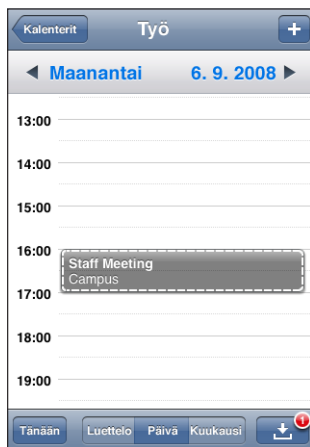 Kalenterit Työ +
Maanantai 6. 9. 2008
13:00
14:00
15:00
16:00
Staff Meeting
Campus
17:00
18:00
19:00
Tänään Luettelo Päivä Kuukausi 1